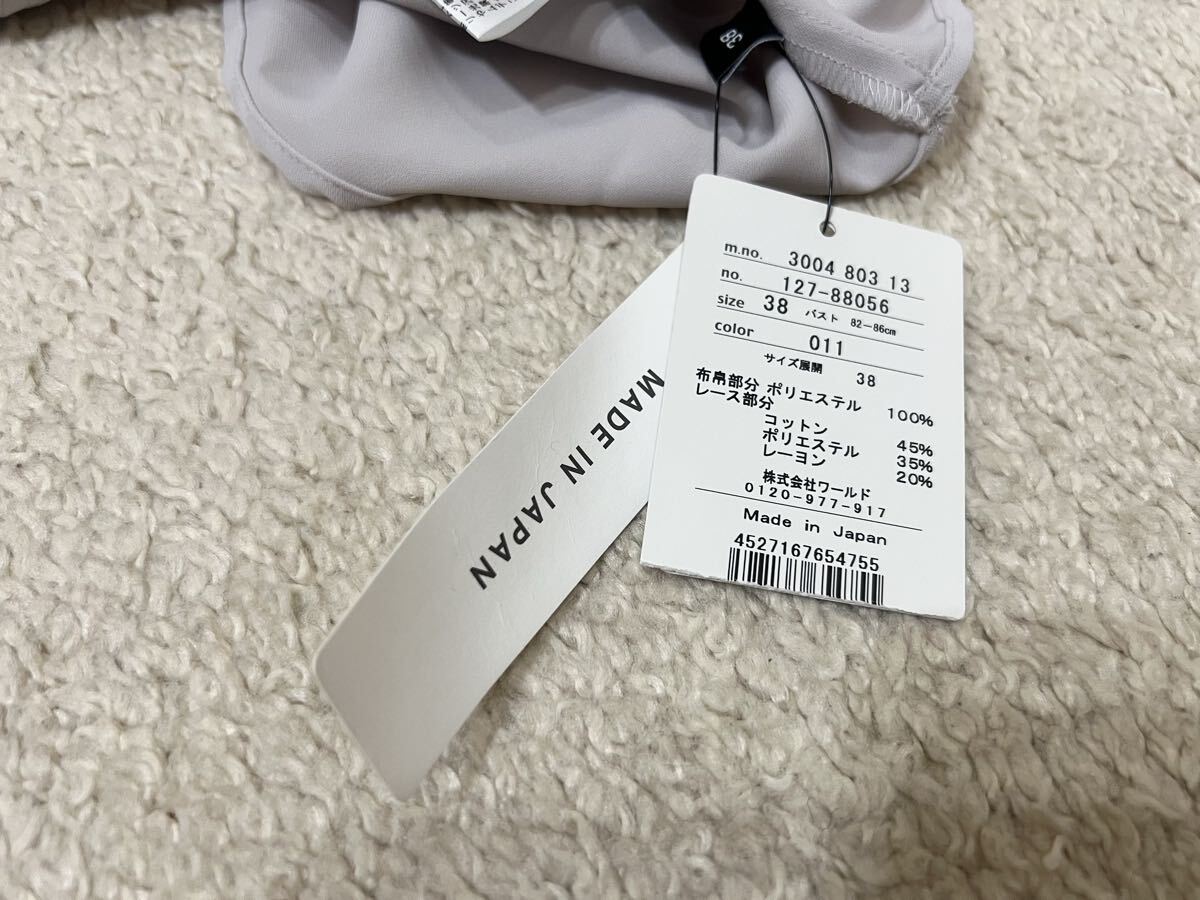 38
m.no. 3004 803 13
no. 127-88056
size 38 バスト 82-86cm
color 011
サイズ展開 38
布帛部分 ポリエステル 100%
レース部分
コットン 45%
ポリエステル 35%
レーヨン 20%
株式会社ワールド
0120-977-917
Made in Japan
4527167654755
MADE IN JAPAN